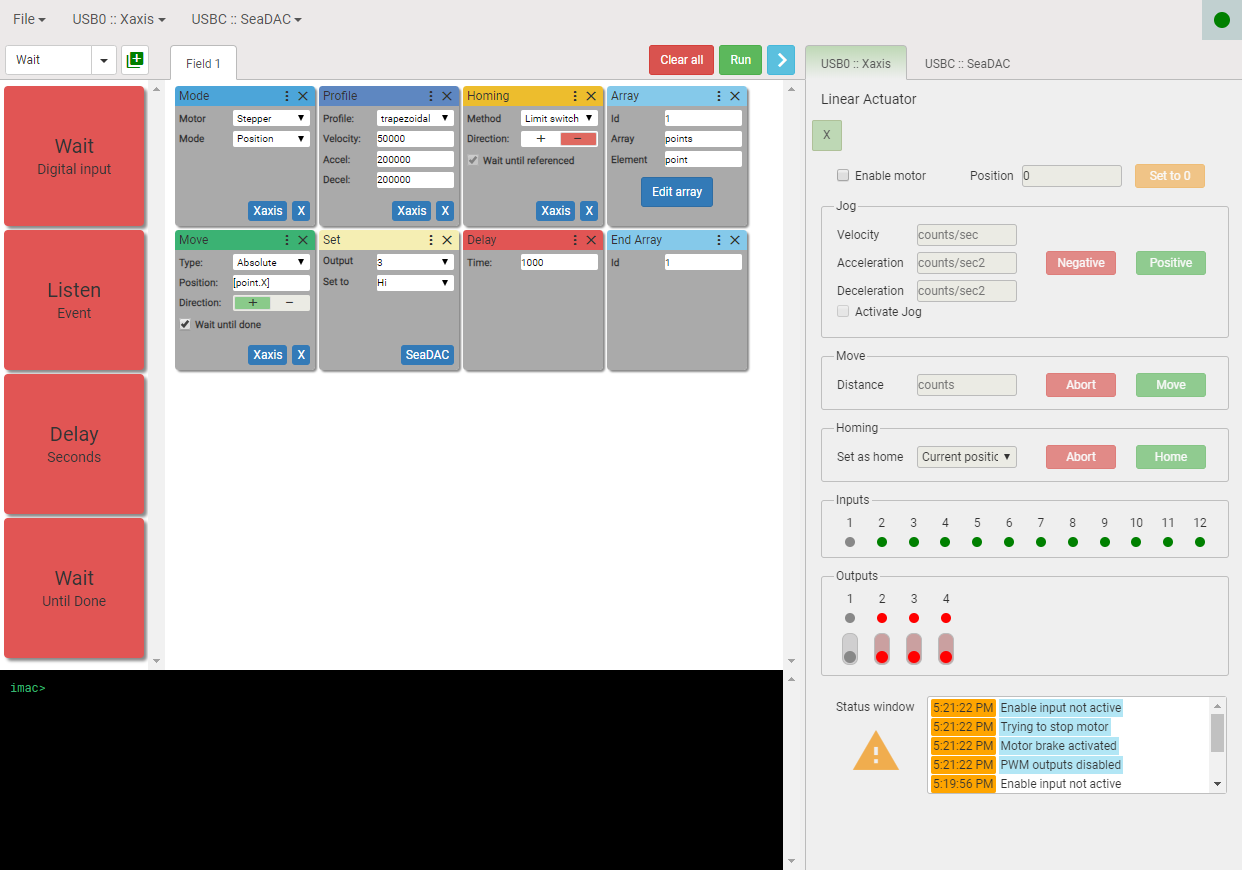 File
USB0 :: Xaxis
USBC :: SeaDAC
Wait
Field 1
Clear all
Run
USB0 :: Xaxis
USBC :: SeaDAC
Wait
Digital input
Listen
Event
Delay
Seconds
Wait
Until Done
Mode
Motor Stepper
Mode Position
Xaxis X
Profile
Profile: trapezoidal
Velocity: 50000
Accel: 200000
Decel: 200000
Xaxis X
Homing
Method Limit switch
Direction: + −
Wait until referenced
Xaxis X
Array
Id 1
Array points
Element point
Edit array
Move
Type: Absolute
Position: [point.X]
Direction: + −
Wait until done
Xaxis X
Set
Output 3
Set to Hi
SeaDAC
Delay
Time: 1000
End Array
Id 1
imac>
Linear Actuator
X
Enable motor Position 0 Set to 0
Jog
Velocity counts/sec
Acceleration counts/sec2 Negative Positive
Deceleration counts/sec2
Activate Jog
Move
Distance counts Abort Move
Homing
Set as home Current positic Abort Home
Inputs
1 2 3 4 5 6 7 8 9 10 11 12
Outputs
1 2 3 4
Status window
5:21:22 PM Enable input not active
5:21:22 PM Trying to stop motor
5:21:22 PM Motor brake activated
5:21:22 PM PWM outputs disabled
5:19:56 PM Enable input not active